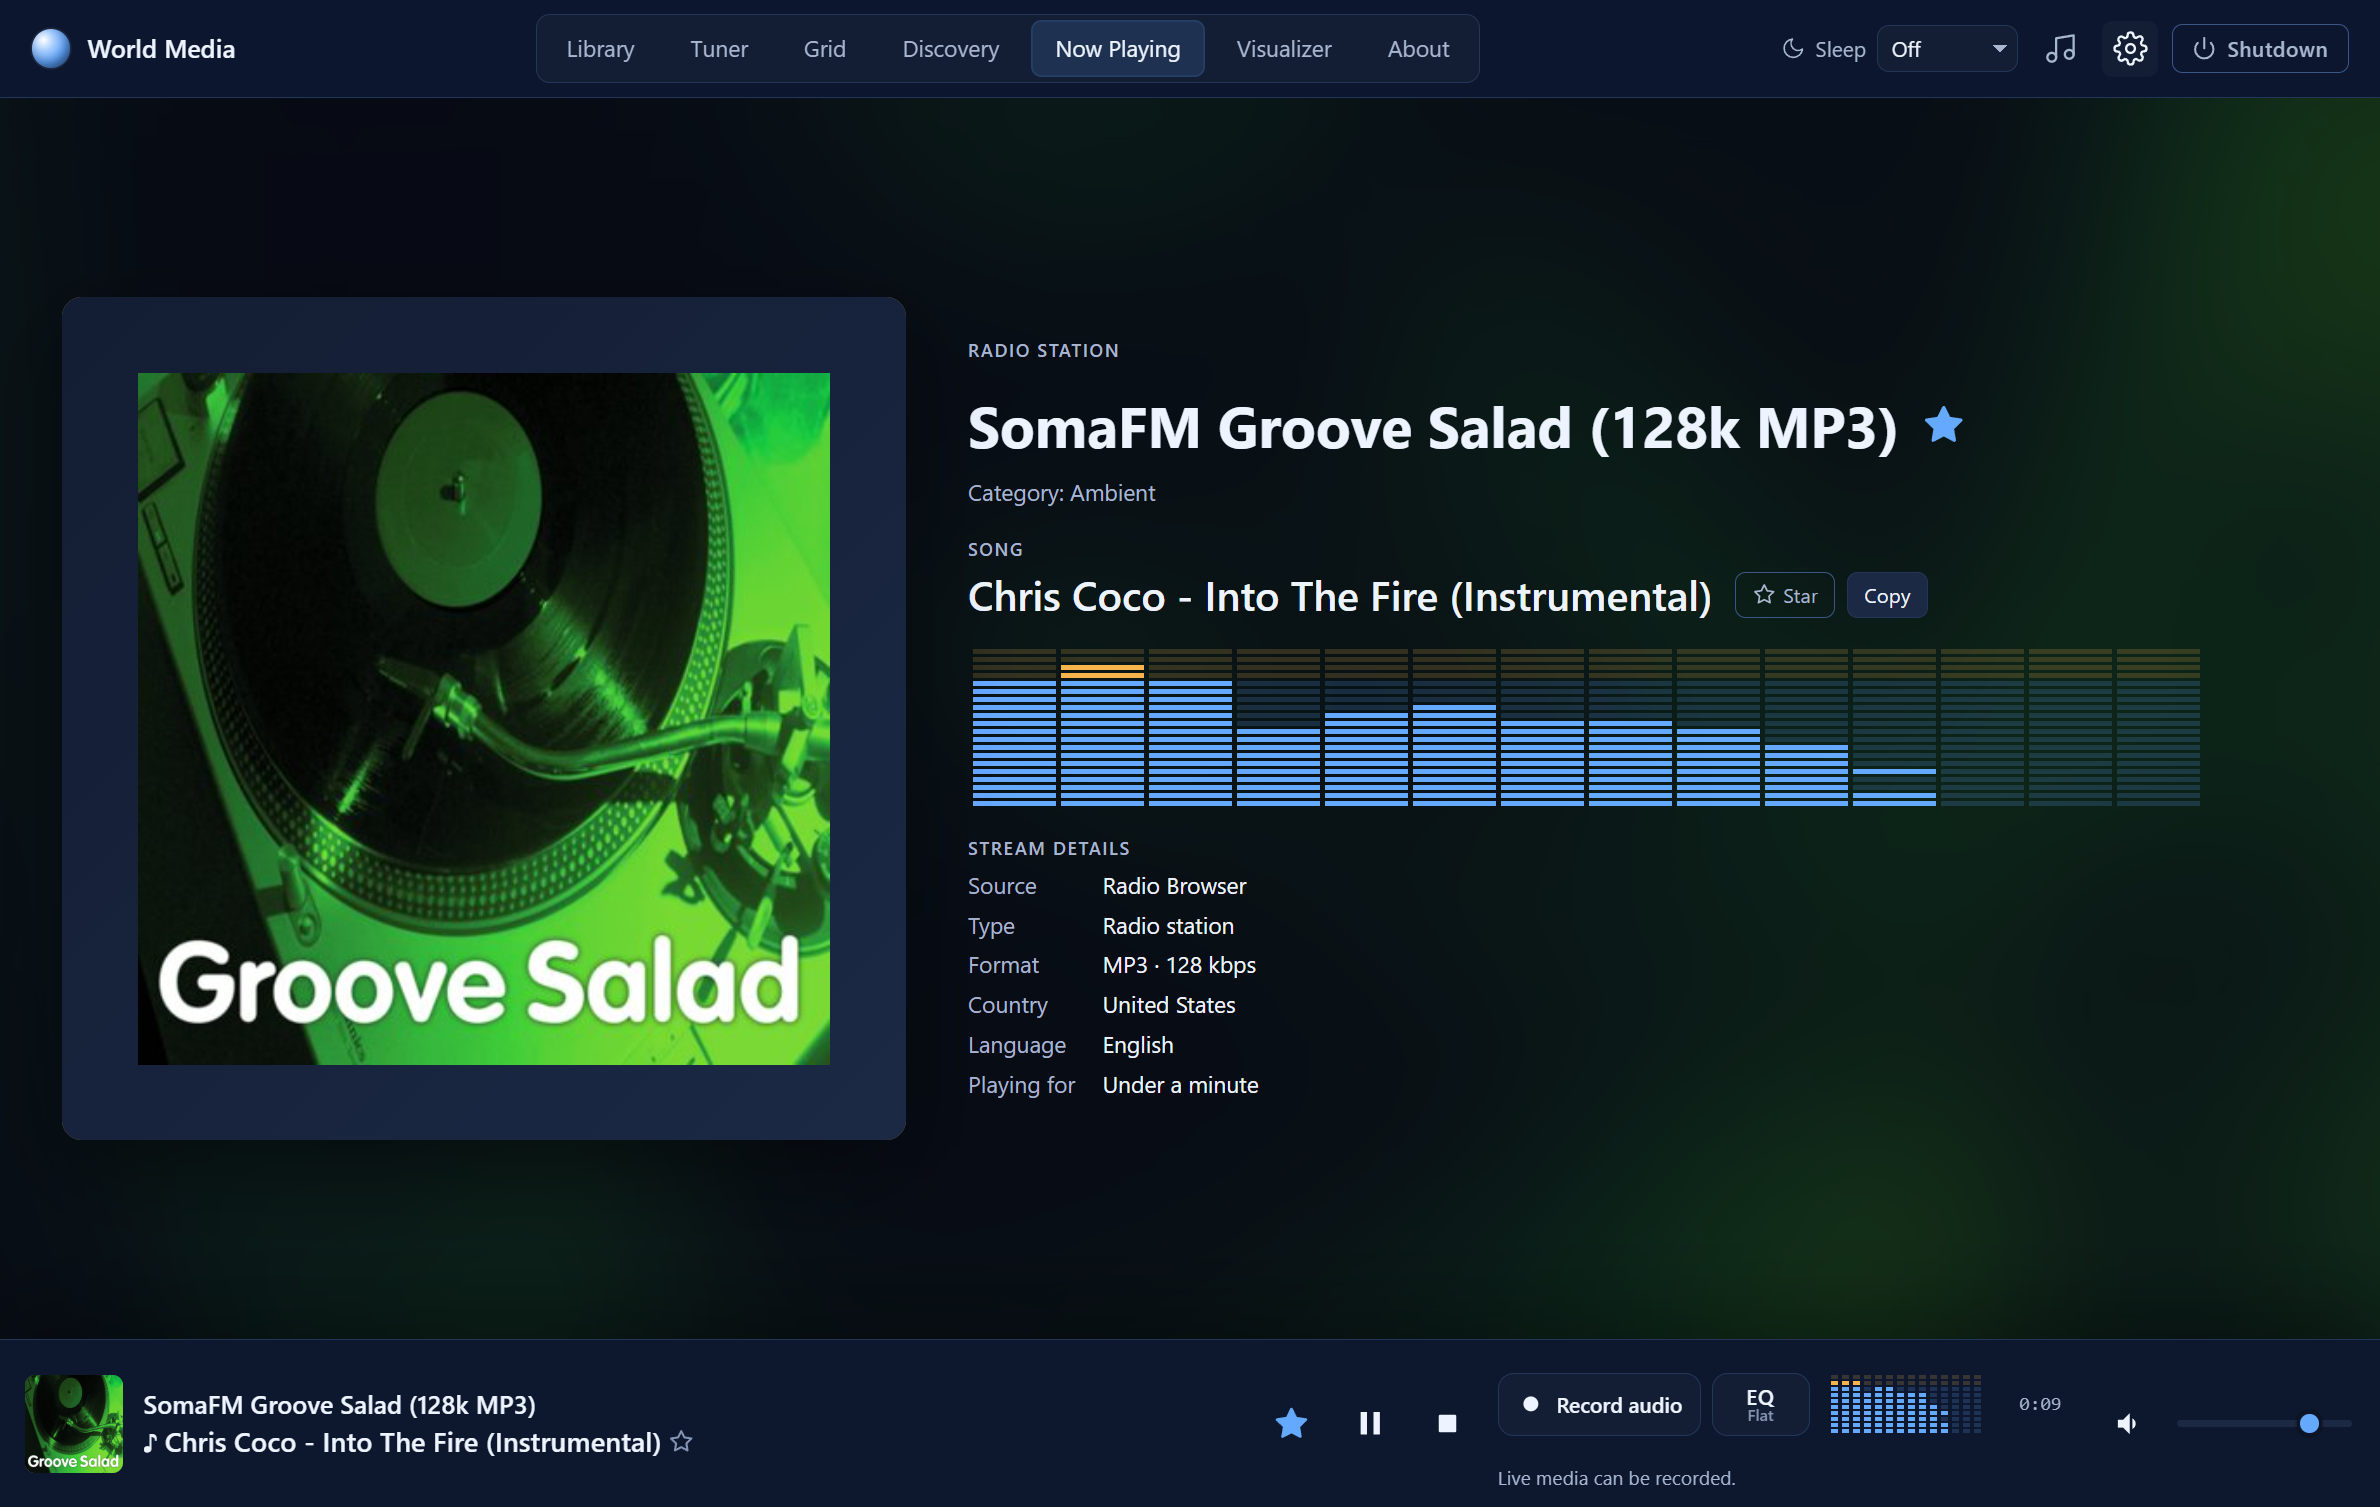 World Media
Library Tuner Grid Discovery Now Playing Visualizer About
Sleep Off Shutdown
RADIO STATION
SomaFM Groove Salad (128k MP3)
Category: Ambient
SONG
Chris Coco - Into The Fire (Instrumental) Star Copy
Groove Salad
STREAM DETAILS
Source Radio Browser
Type Radio station
Format MP3 · 128 kbps
Country United States
Language English
Playing for Under a minute
Groove Salad
SomaFM Groove Salad (128k MP3)
♪ Chris Coco - Into The Fire (Instrumental)
Record audio
EQ
Flat
0:09
Live media can be recorded.